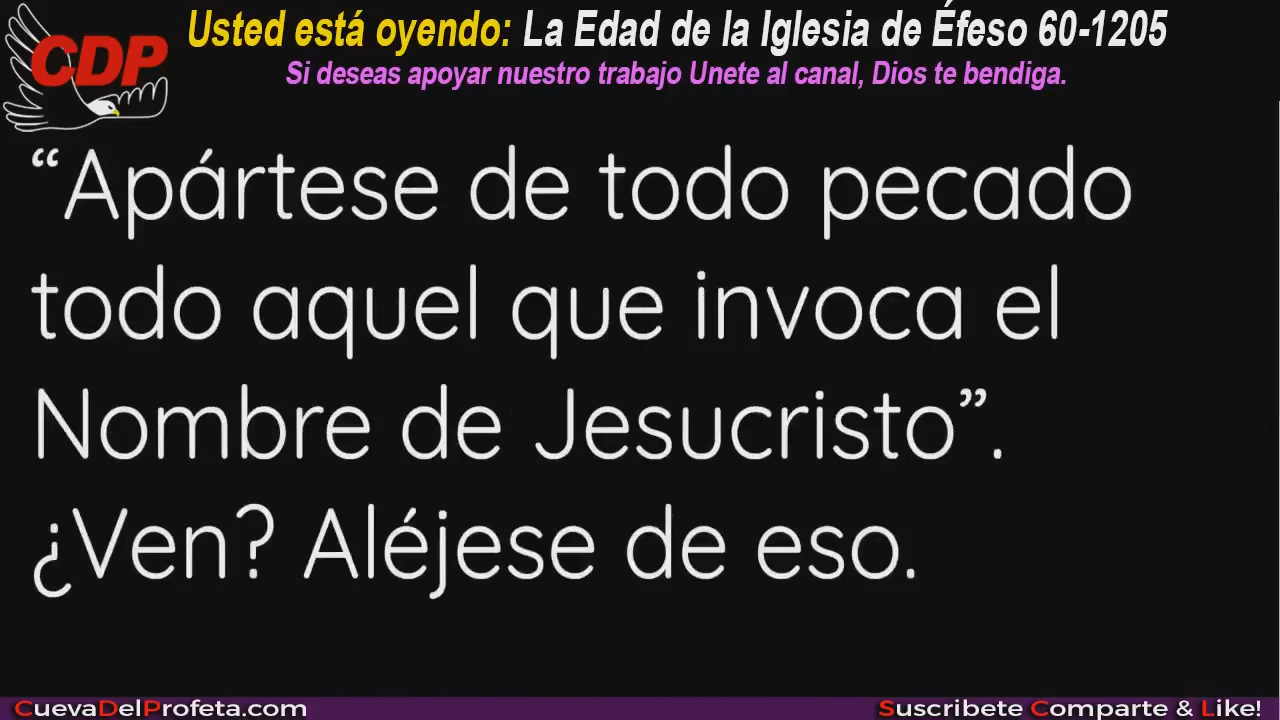 CDP
Usted está oyendo: La Edad de la Iglesia de Éfeso 60-1205
Si deseas apoyar nuestro trabajo Unete al canal, Dios te bendiga.
“Apártese de todo pecado
todo aquel que invoca el
Nombre de Jesucristo”.
¿Ven? Aléjese de eso.
CuevaDelProfeta.com
Suscribete Comparte & Like!